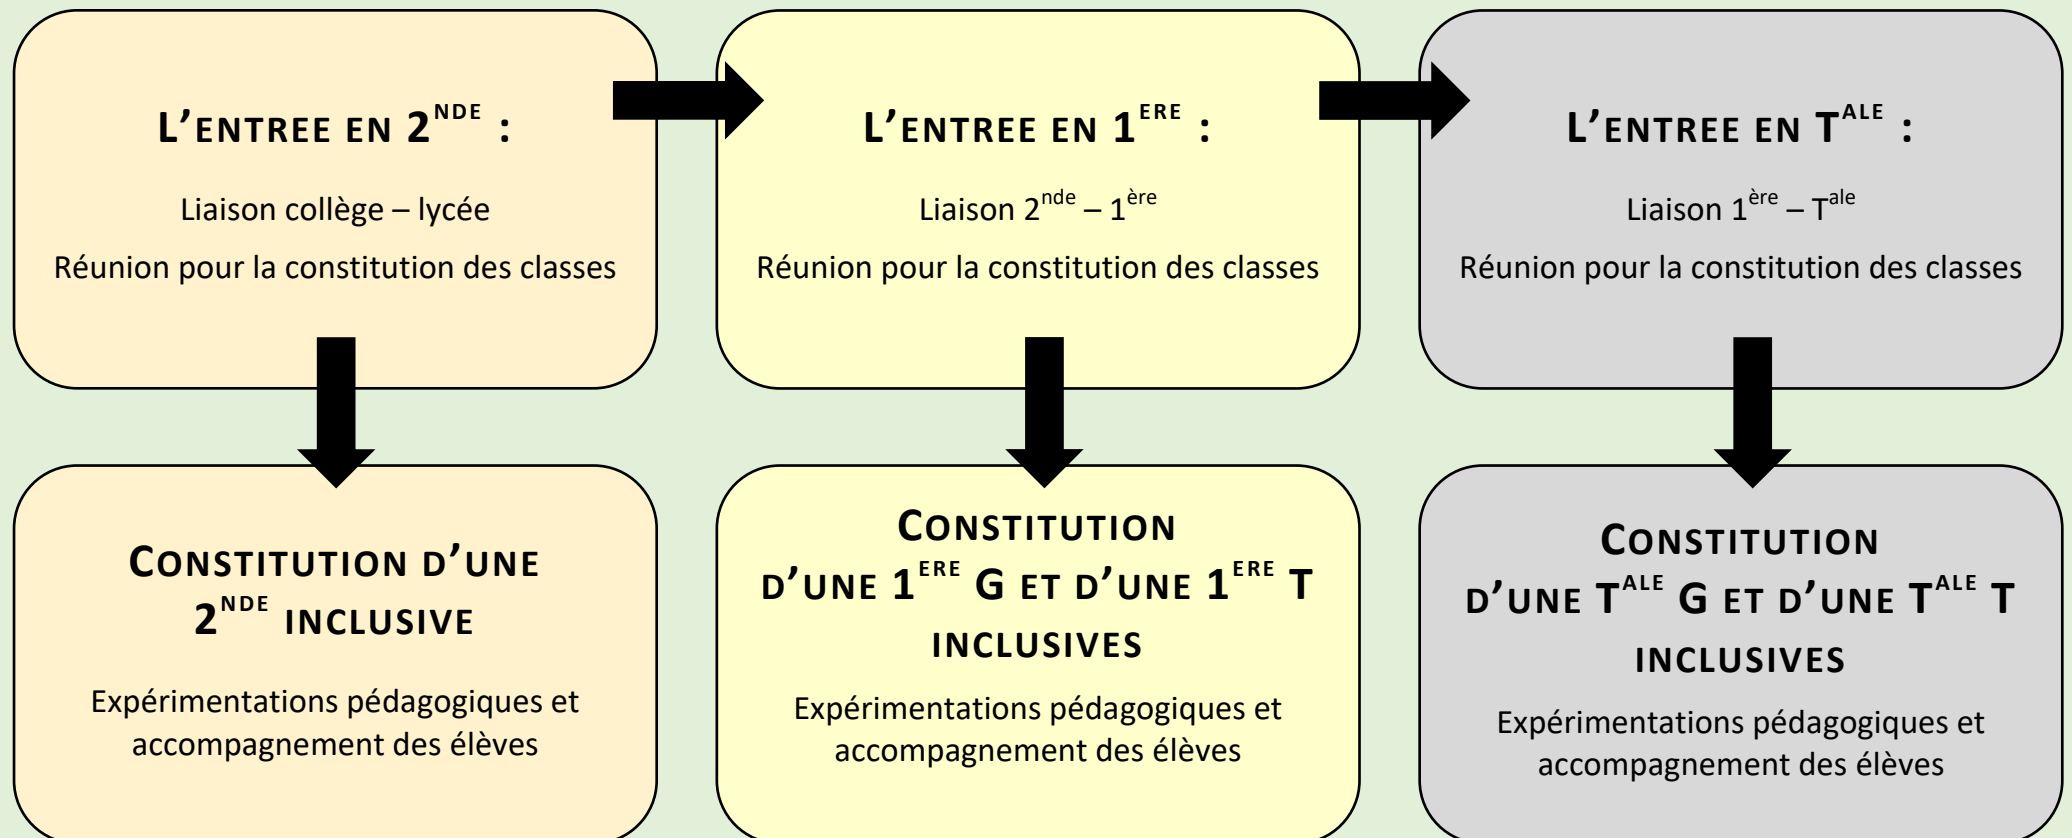 L'ENTREE EN 2NDE :
Liaison collège – lycée
Réunion pour la constitution des classes
L'ENTREE EN 1ERE :
Liaison 2nde – 1ère
Réunion pour la constitution des classes
L'ENTREE EN TALE :
Liaison 1ère – Tale
Réunion pour la constitution des classes
CONSTITUTION D'UNE
2NDE INCLUSIVE
Expérimentations pédagogiques et
accompagnement des élèves
CONSTITUTION
D'UNE 1ERE G ET D'UNE 1ERE T
INCLUSIVES
Expérimentations pédagogiques et
accompagnement des élèves
CONSTITUTION
D'UNE TALE G ET D'UNE TALE T
INCLUSIVES
Expérimentations pédagogiques et
accompagnement des élèves